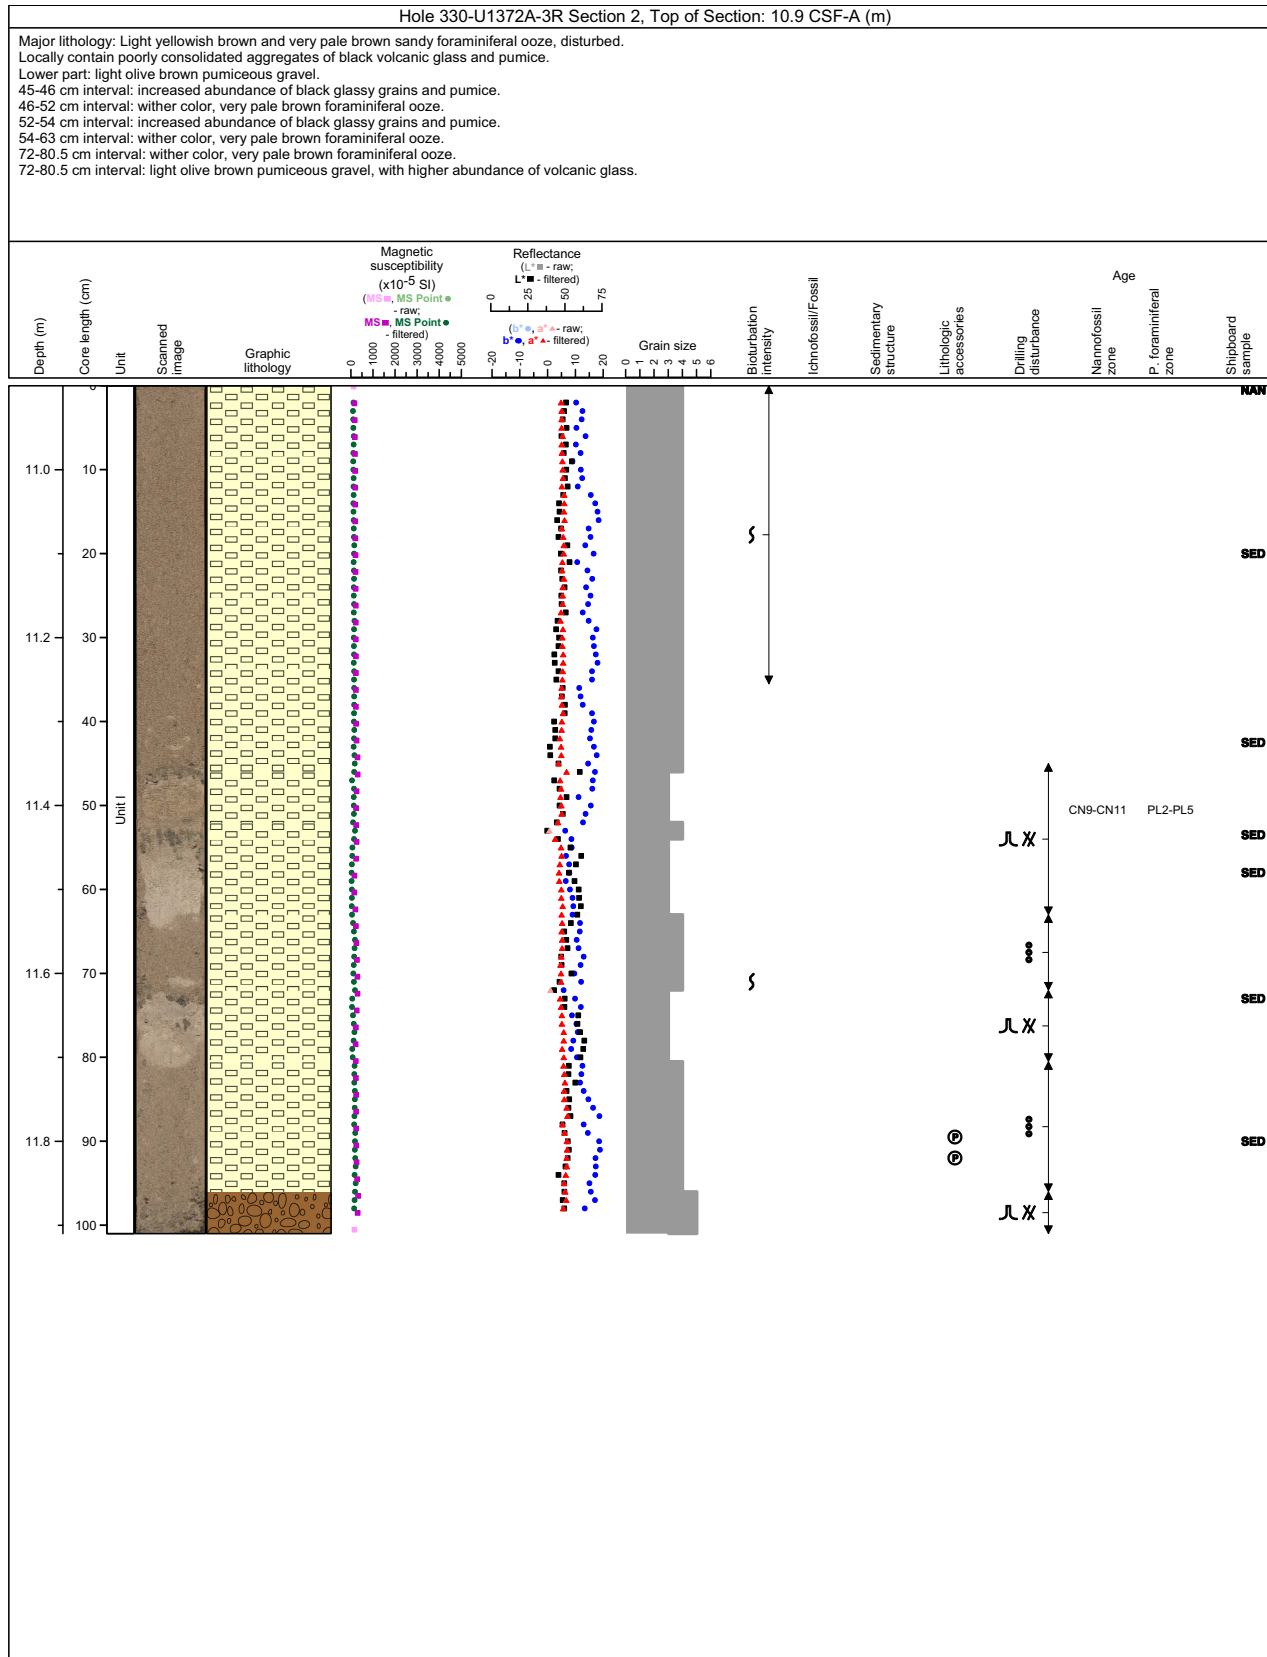 Hole 330-U1372A-3R Section 2, Top of Section: 10.9 CSF-A (m)
Major lithology: Light yellowish brown and very pale brown sandy foraminiferal ooze, disturbed.
Locally contain poorly consolidated aggregates of black volcanic glass and pumice.
Lower part: light olive brown pumiceous gravel.
45-46 cm interval: increased abundance of black glassy grains and pumice.
46-52 cm interval: wither color, very pale brown foraminiferal ooze.
52-54 cm interval: increased abundance of black glassy grains and pumice.
54-63 cm interval: wither color, very pale brown foraminiferal ooze.
72-80.5 cm interval: wither color, very pale brown foraminiferal ooze.
72-80.5 cm interval: light olive brown pumiceous gravel, with higher abundance of volcanic glass.
Depth (m)
Core length (cm)
Unit
Scanned
image
Graphic
lithology
Magnetic
susceptibility
(x10-5 SI)
(MS■, MS Point●
- raw;
MS■, MS Point●
- filtered)
0 1000 2000 3000 4000 5000
Reflectance
(L*■ - raw;
L*■ - filtered)
0 25 50 75
(b*●, a*▲- raw;
b*●, a*▲- filtered)
-20 -10 0 10 20
Grain size
0 1 2 3 4 5 6
Bioturbation
intensity
Ichnofossil/Fossil
Sedimentary
structure
Lithologic
accessories
Drilling
disturbance
Age
Nannofossil
zone
P. foraminiferal
zone
Shipboard
sample
0
NAN
11.0 10
20 SED
11.2 30
40
SED
11.4 50
Unit I
CN9-CN11 PL2-PL5
SED
SED
60
11.6 70
SED
80
11.8 90 SED
P
P
100